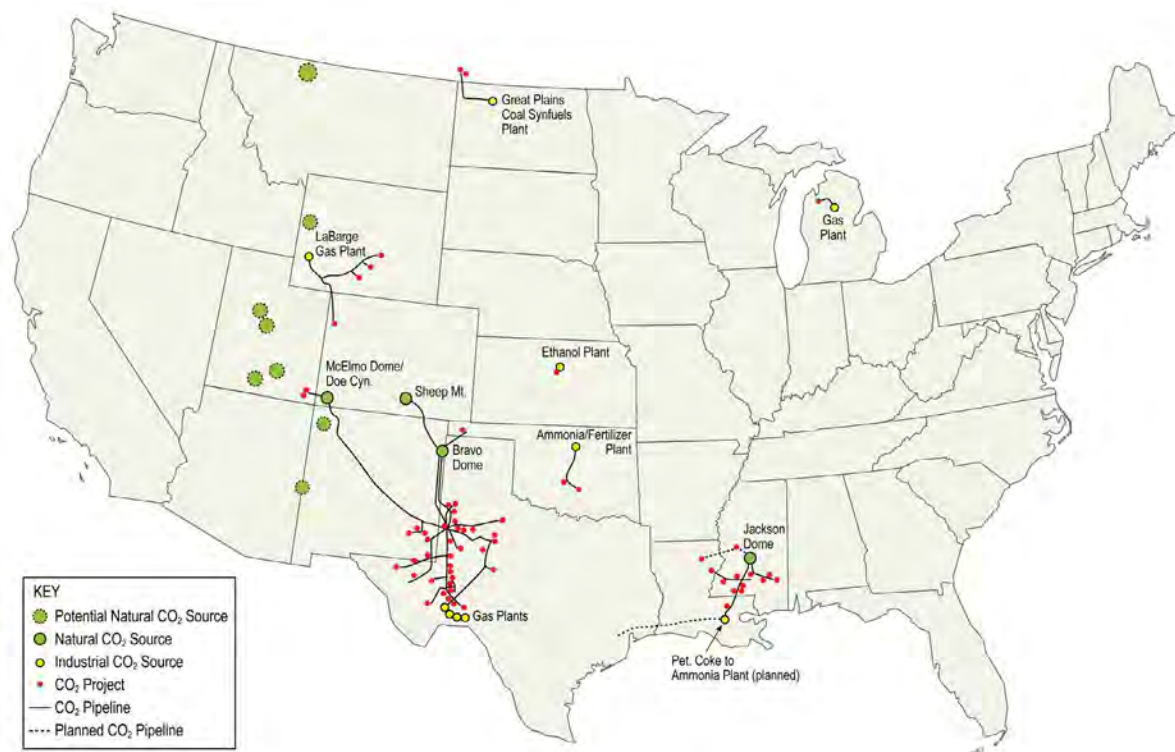 Great Plains
Coal Synfuels
Plant
Gas
Plant
LaBarge
Gas Plant
Ethanol Plant
McElmo Dome/
Doe Cyn.
Sheep Mt.
Ammonia/Fertilizer
Plant
Bravo
Dome
Jackson
Dome
Gas Plants
Pet. Coke to
Ammonia Plant (planned)
KEY
Potential Natural CO₂ Source
Natural CO₂ Source
Industrial CO₂ Source
CO₂ Project
CO₂ Pipeline
Planned CO₂ Pipeline